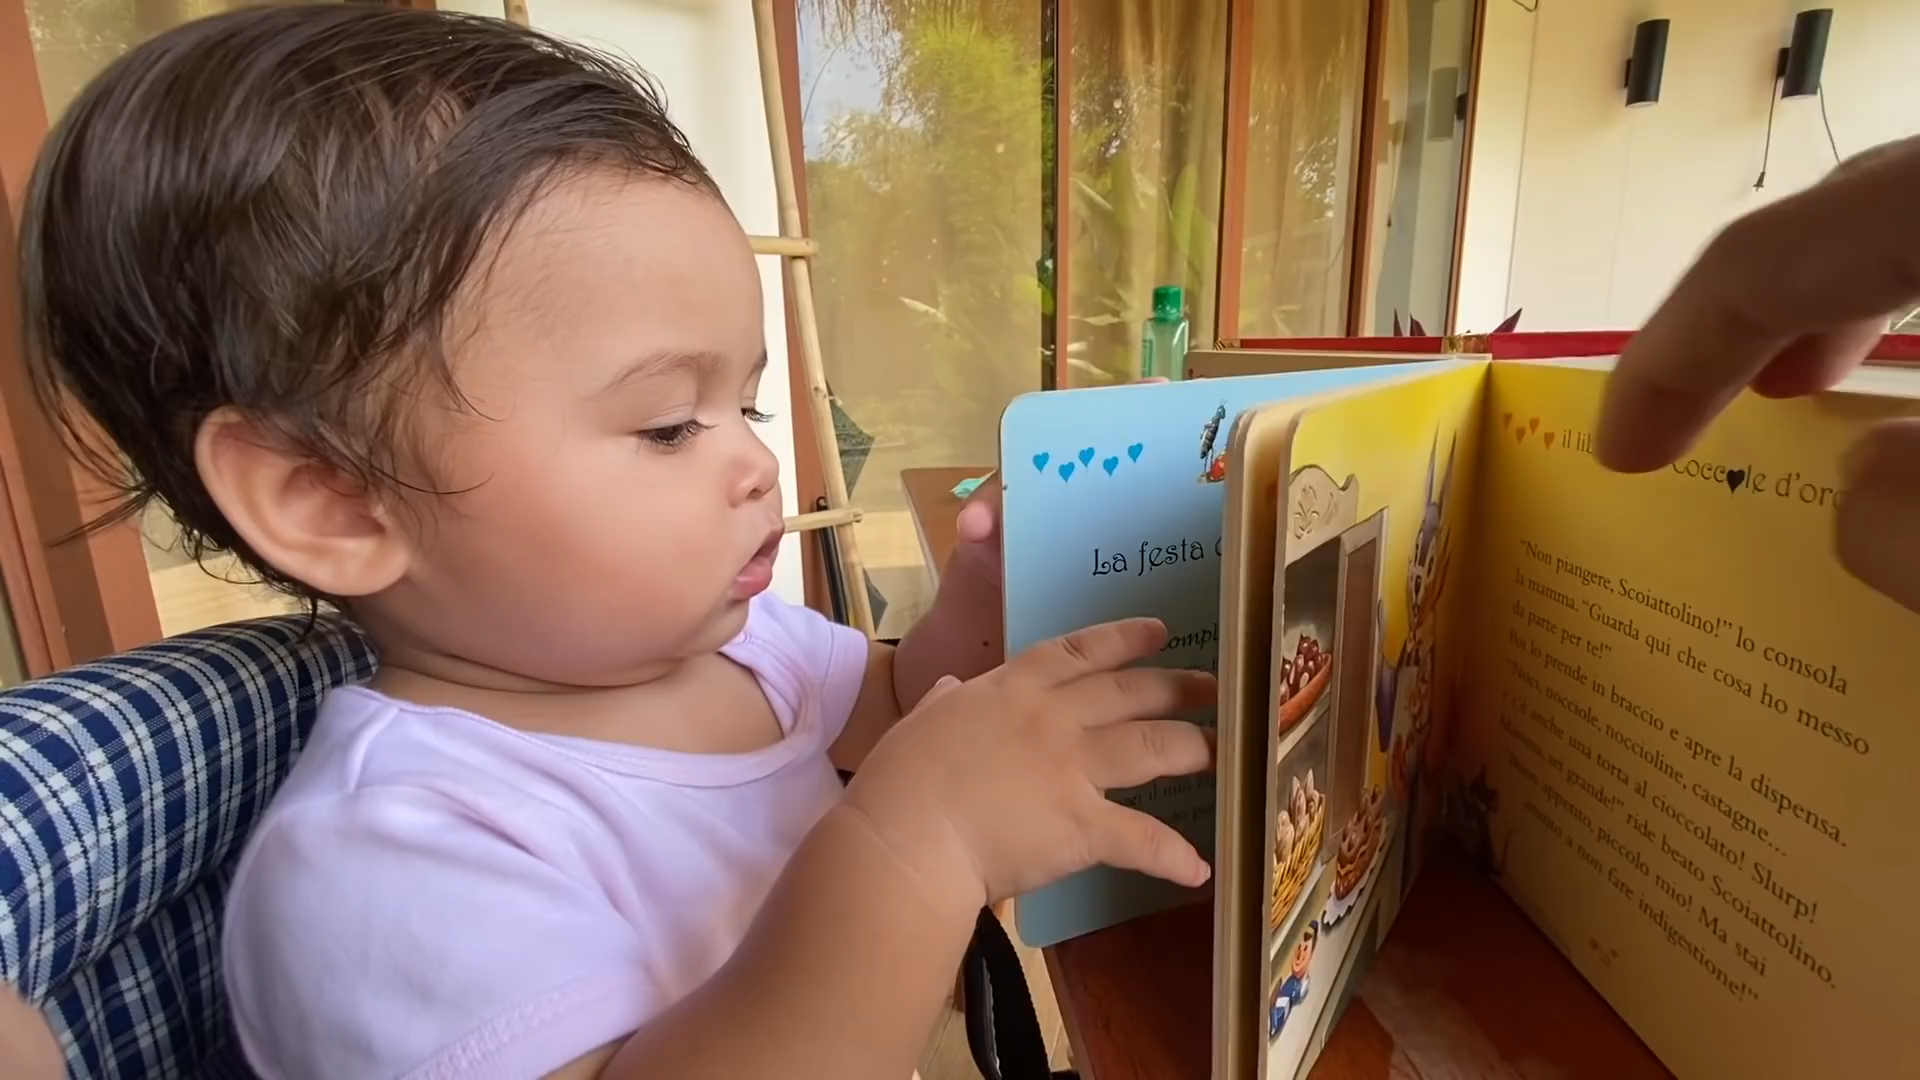 La festa
compl
il lib
coccole d'oro
“Non piangere, Scoiattolino!” lo consola
la mamma. “Guarda qui che cosa ho messo
da parte per te!”
Poi lo prende in braccio e apre la dispensa.
“Noci, nocciole, noccioline, castagne...
e c'è anche una torta al cioccolato! Slurp!
Mamma, sei grande!” ride beato Scoiattolino.
“Buon appetito, piccolo mio! Ma stai
attento a non fare indigestione!”